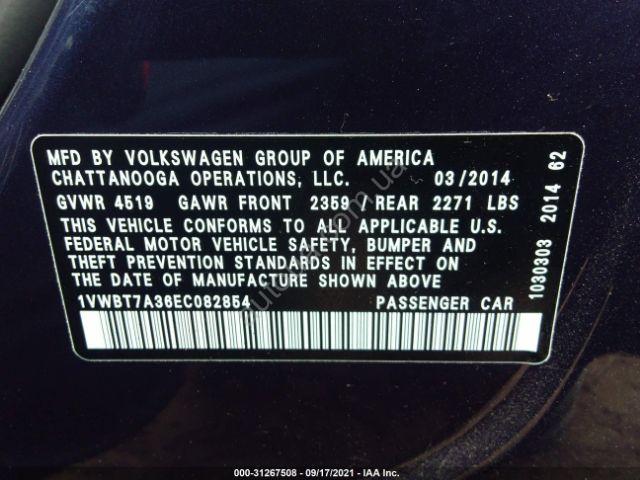 MFD BY VOLKSWAGEN GROUP OF AMERICA
CHATTANOOGA OPERATIONS, LLC. 03/2014
GVWR 4519 GAWR FRONT 2359 REAR 2271 LBS
THIS VEHICLE CONFORMS TO ALL APPLICABLE U.S.
FEDERAL MOTOR VEHICLE SAFETY, BUMPER AND
THEFT PREVENTION STANDARDS IN EFFECT ON
THE DATE OF MANUFACTURE SHOWN ABOVE.
1VWBT7A36EC082854 PASSENGER CAR
1030303 2014 62
000-31267508 - 09/17/2021 - IAA Inc.